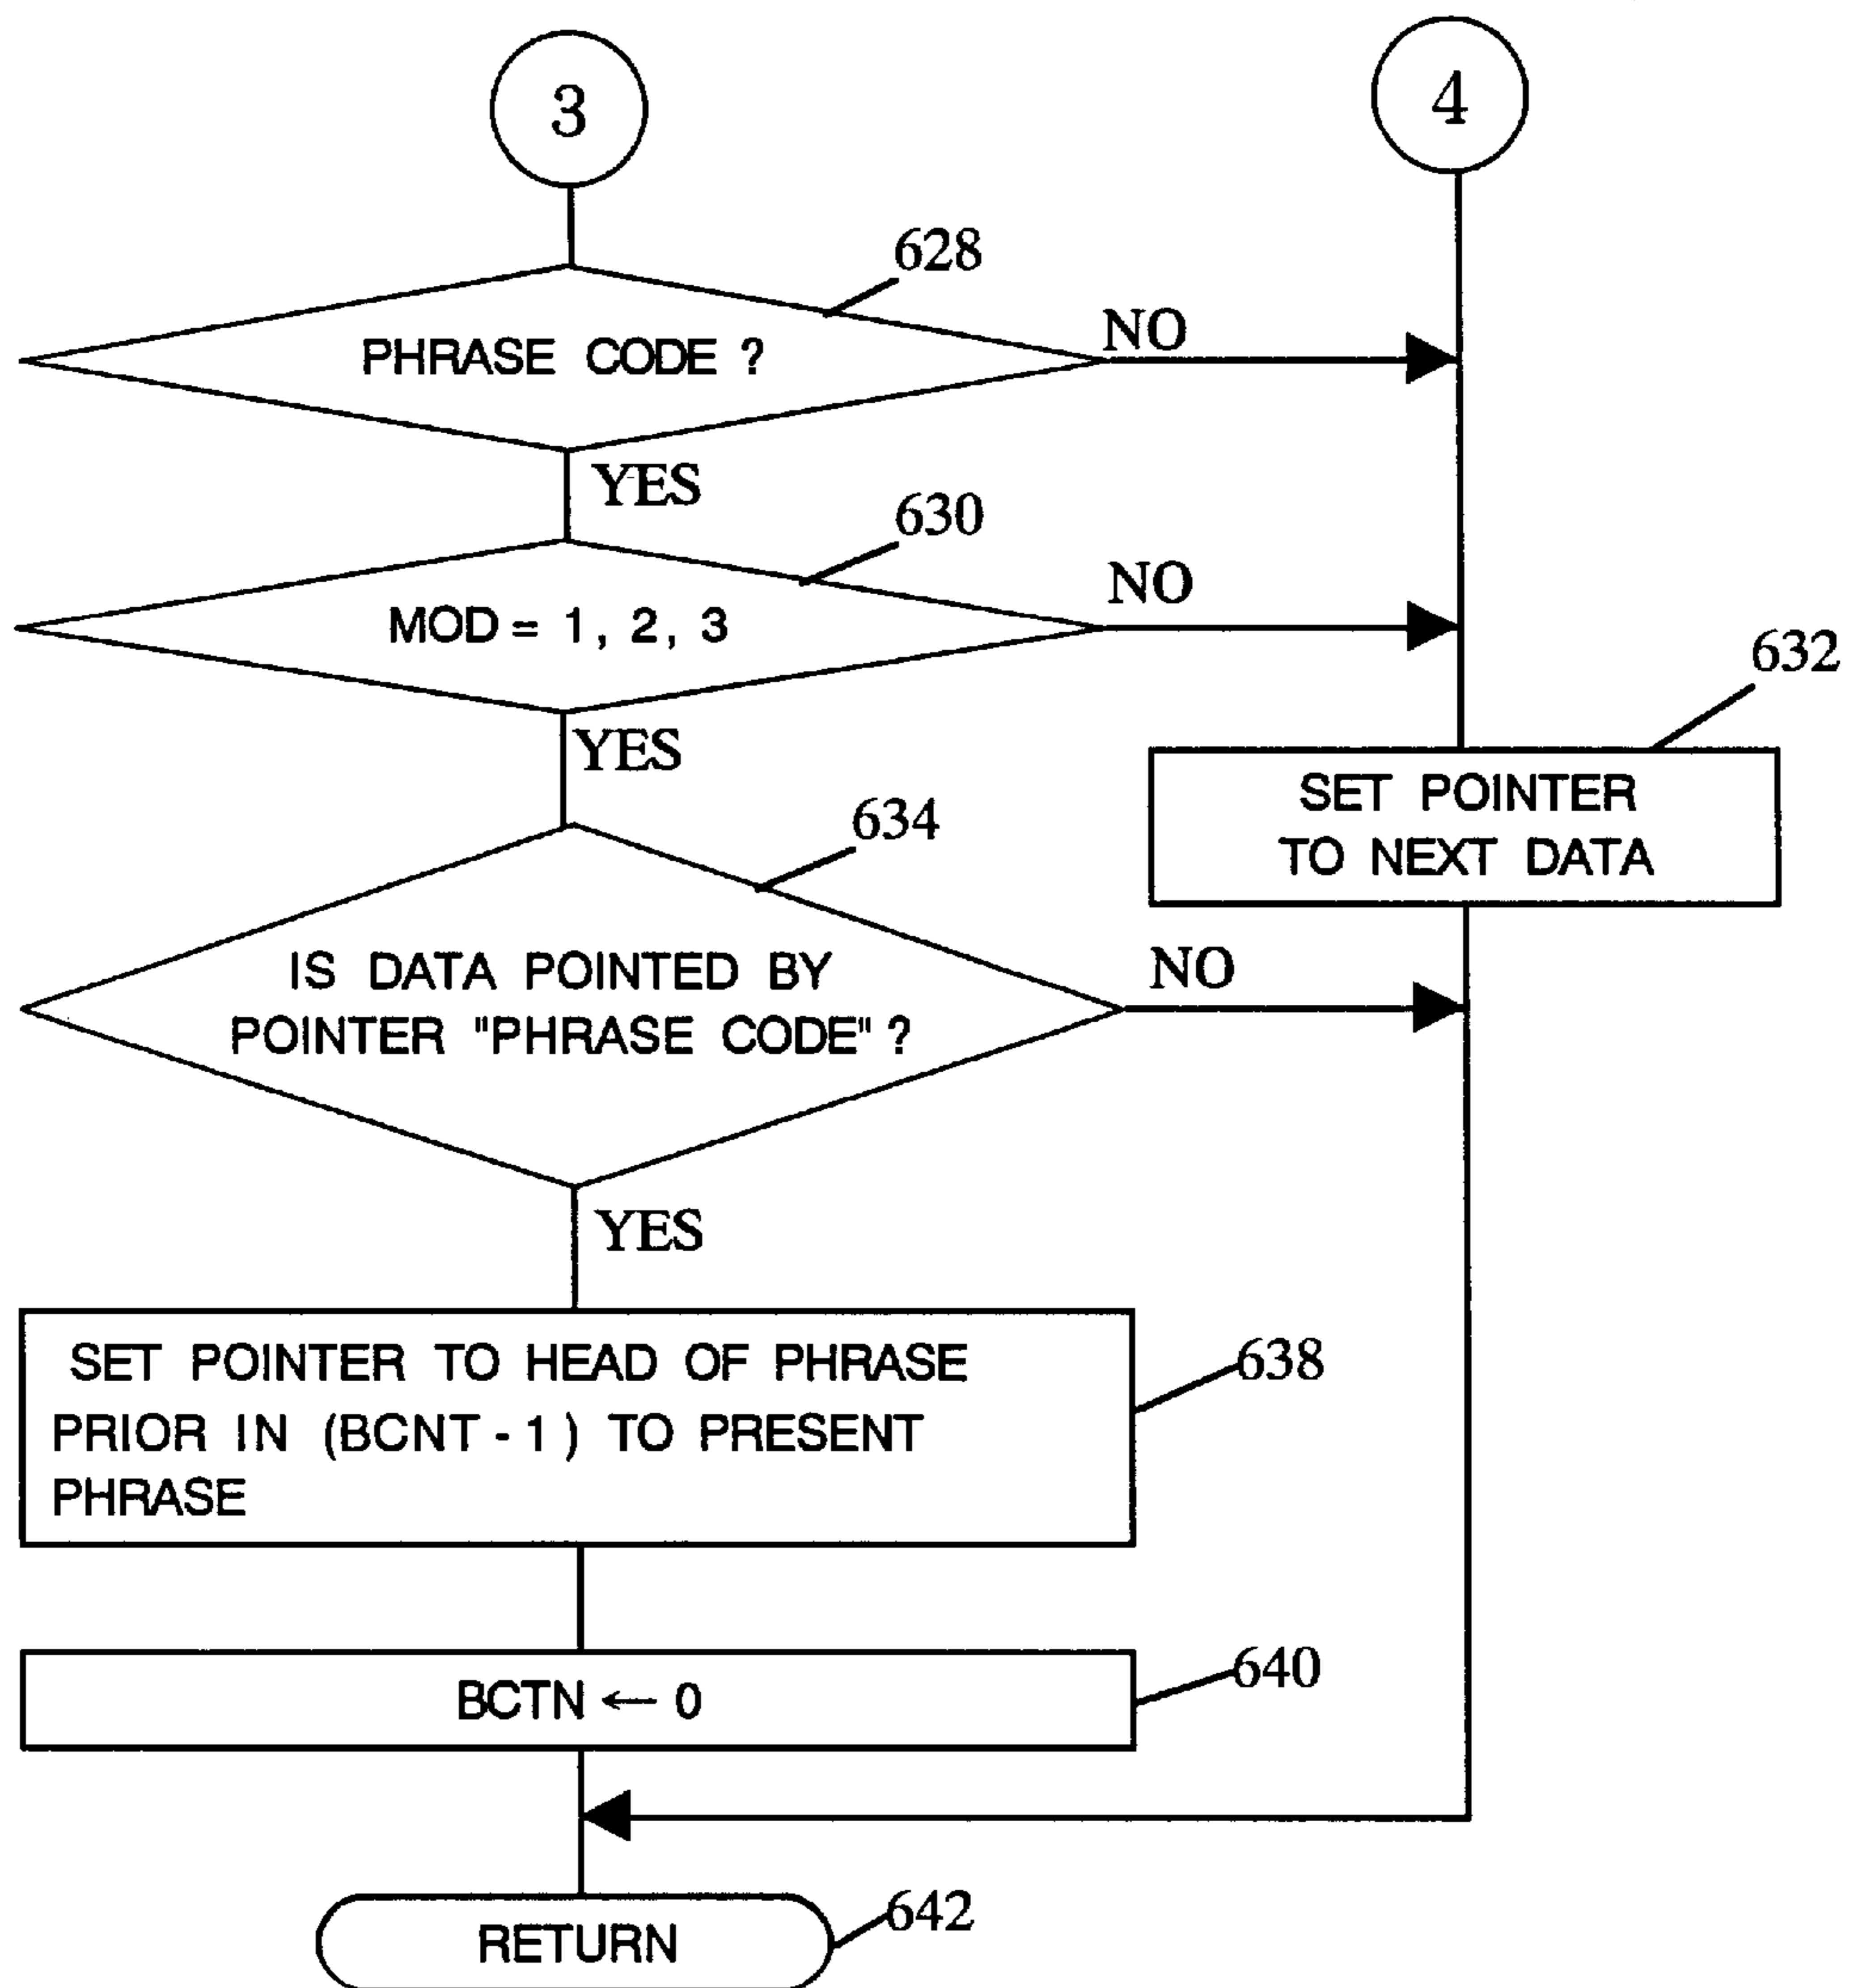 3
4
628
PHRASE CODE ?
NO
YES
630
MOD = 1, 2, 3
NO
YES
632
SET POINTER
TO NEXT DATA
634
IS DATA POINTED BY
POINTER "PHRASE CODE" ?
NO
YES
SET POINTER TO HEAD OF PHRASE
PRIOR IN (BCNT - 1) TO PRESENT
PHRASE
638
BCTN ← 0
640
RETURN
642